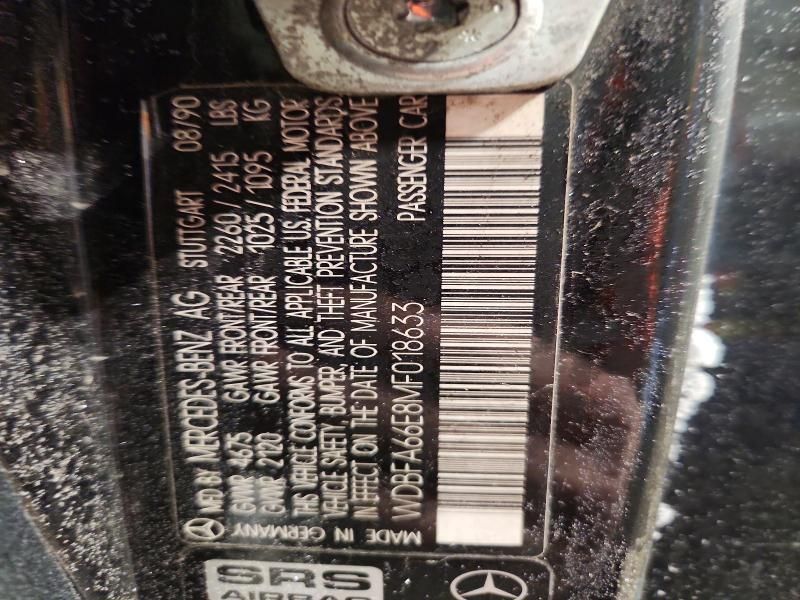 MFD BY MERCEDES-BENZ AG STUTTGART 08/90
GVWR 4675 GAWR FRONT/REAR 2260/2415 LBS
GWR 2120 GAWR FRONT/REAR 1025/1095 KG
THIS VEHICLE CONFORMS TO ALL APPLICABLE U.S. FEDERAL MOTOR
VEHICLE SAFETY, BUMPER, AND THEFT PREVENTION STANDARDS
IN EFFECT ON THE DATE OF MANUFACTURE SHOWN ABOVE
WDBFA66E8MF018633 PASSENGER CAR
MADE IN GERMANY
SRS
AIRBAG